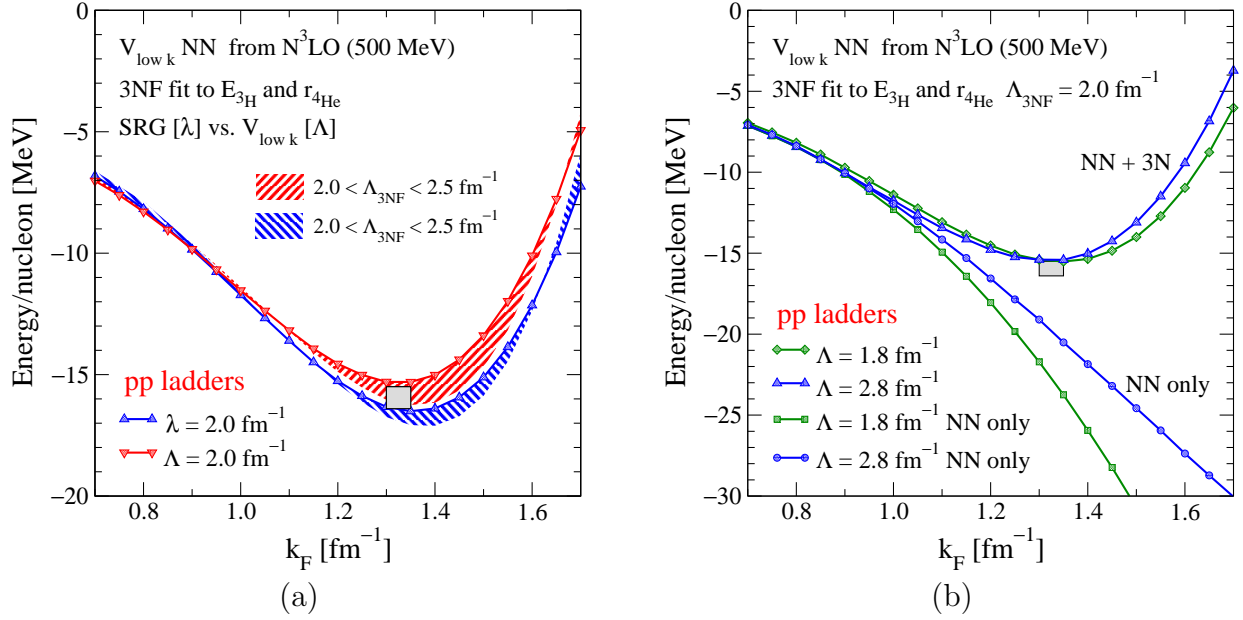 V_low k NN from N³LO (500 MeV)
3NF fit to E_3H and r_4He
SRG [λ] vs. V_low k [Λ]
2.0 < Λ_3NF < 2.5 fm⁻¹
2.0 < Λ_3NF < 2.5 fm⁻¹
pp ladders
λ = 2.0 fm⁻¹
Λ = 2.0 fm⁻¹
0
−5
−10
−15
−20
Energy/nucleon [MeV]
0.8 1.0 1.2 1.4 1.6
k_F [fm⁻¹]
(a)
V_low k NN from N³LO (500 MeV)
3NF fit to E_3H and r_4He Λ_3NF = 2.0 fm⁻¹
NN + 3N
pp ladders
NN only
Λ = 1.8 fm⁻¹
Λ = 2.8 fm⁻¹
Λ = 1.8 fm⁻¹ NN only
Λ = 2.8 fm⁻¹ NN only
0
−5
−10
−15
−20
−25
−30
Energy/nucleon [MeV]
0.8 1.0 1.2 1.4 1.6
k_F [fm⁻¹]
(b)